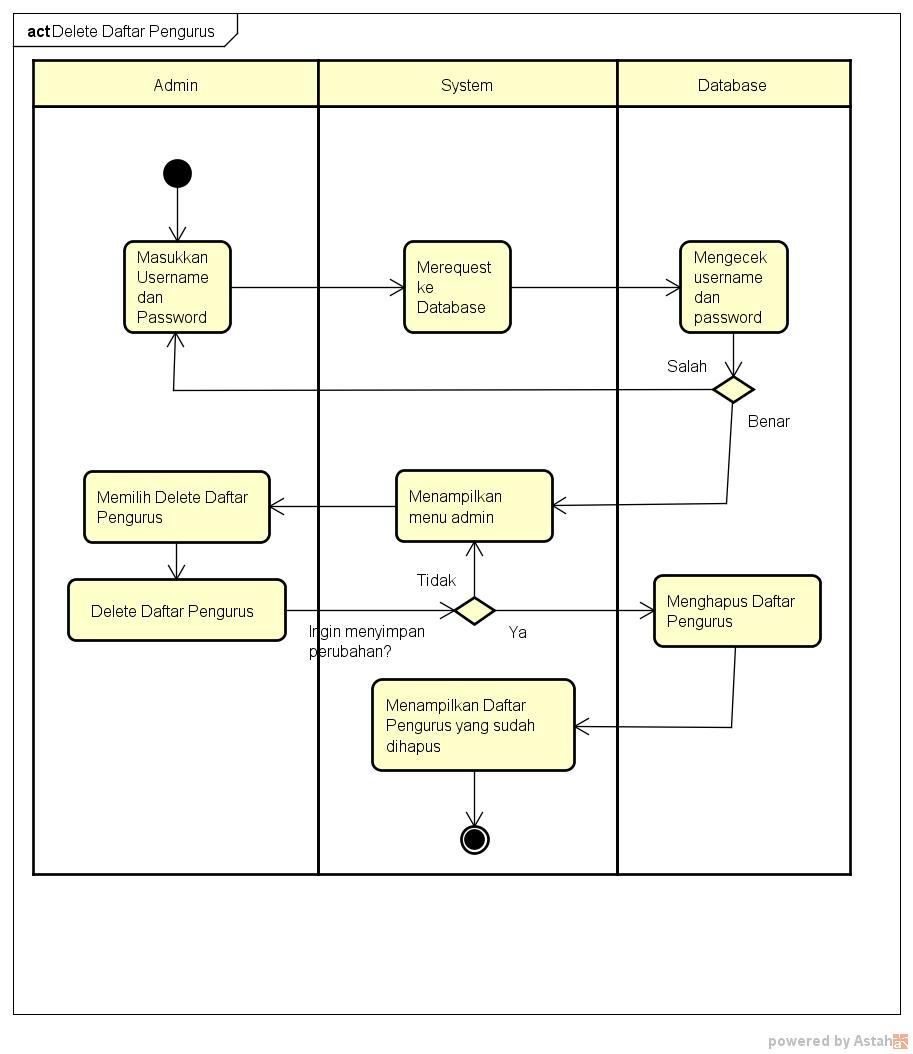 act Delete Daftar Pengurus
Admin
System
Database
Masukkan
Username
dan
Password
Merequest
ke
Database
Mengecek
username
dan
password
Salah
Benar
Memilih Delete Daftar
Pengurus
Menampilkan
menu admin
Tidak
Delete Daftar Pengurus
Ingin menyimpan
perubahan?
Ya
Menghapus Daftar
Pengurus
Menampilkan Daftar
Pengurus yang sudah
dihapus
powered by Astah